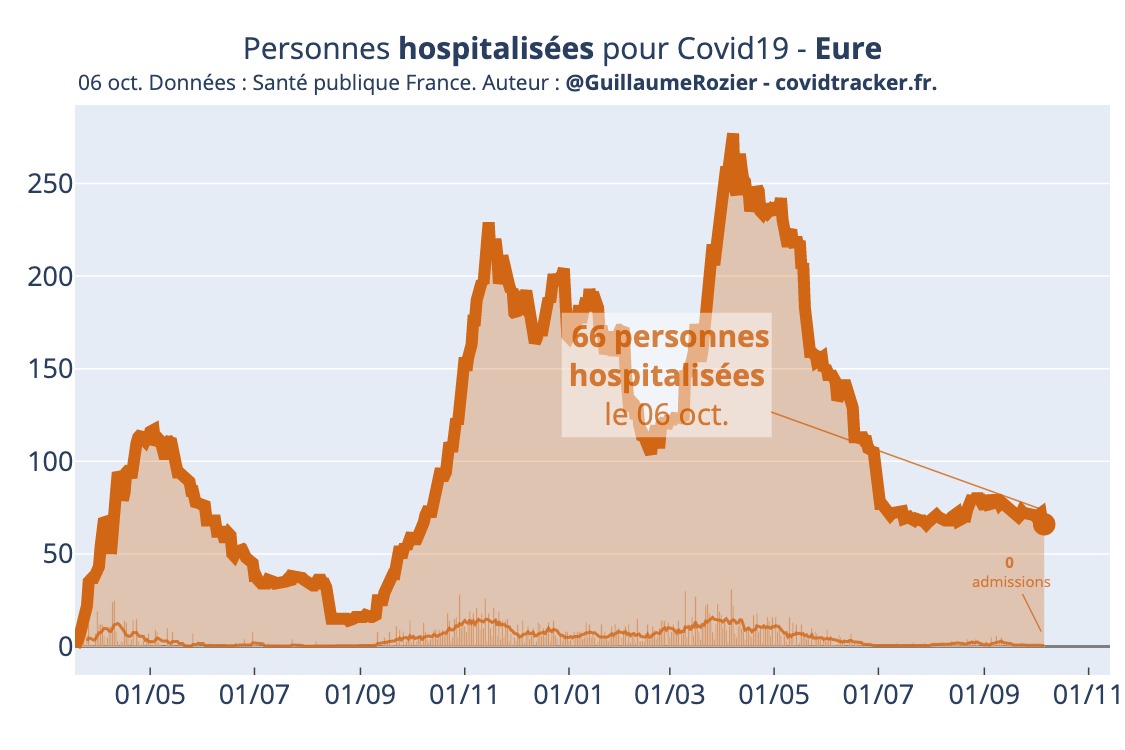 Personnes hospitalisées pour Covid19 - Eure
06 oct. Données : Santé publique France. Auteur : @GuillaumeRozier - covidtracker.fr.
250
200
150
100
50
0
66 personnes
hospitalisées
le 06 oct.
0
admissions
01/05 01/07 01/09 01/11 01/01 01/03 01/05 01/07 01/09 01/11